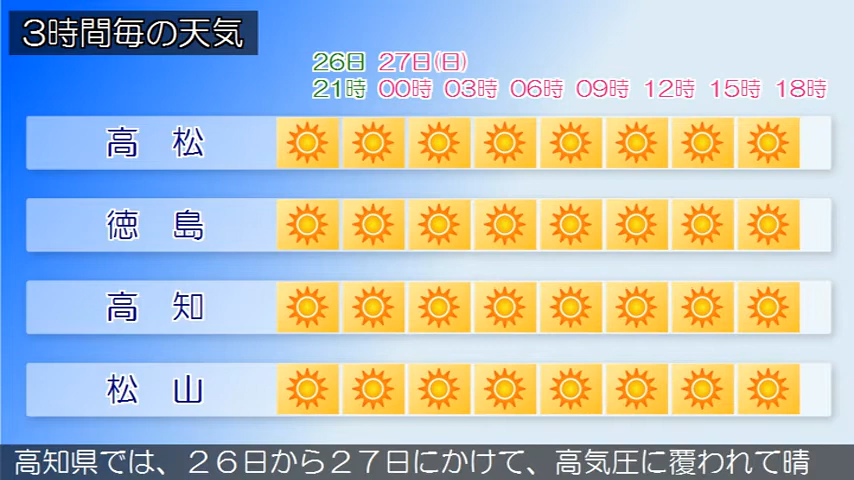 3時間毎の天気
26日 27日(日)
21時 00時 03時 06時 09時 12時 15時 18時
高松
徳島
高知
松山
高知県では、２６日から２７日にかけて、高気圧に覆われて晴